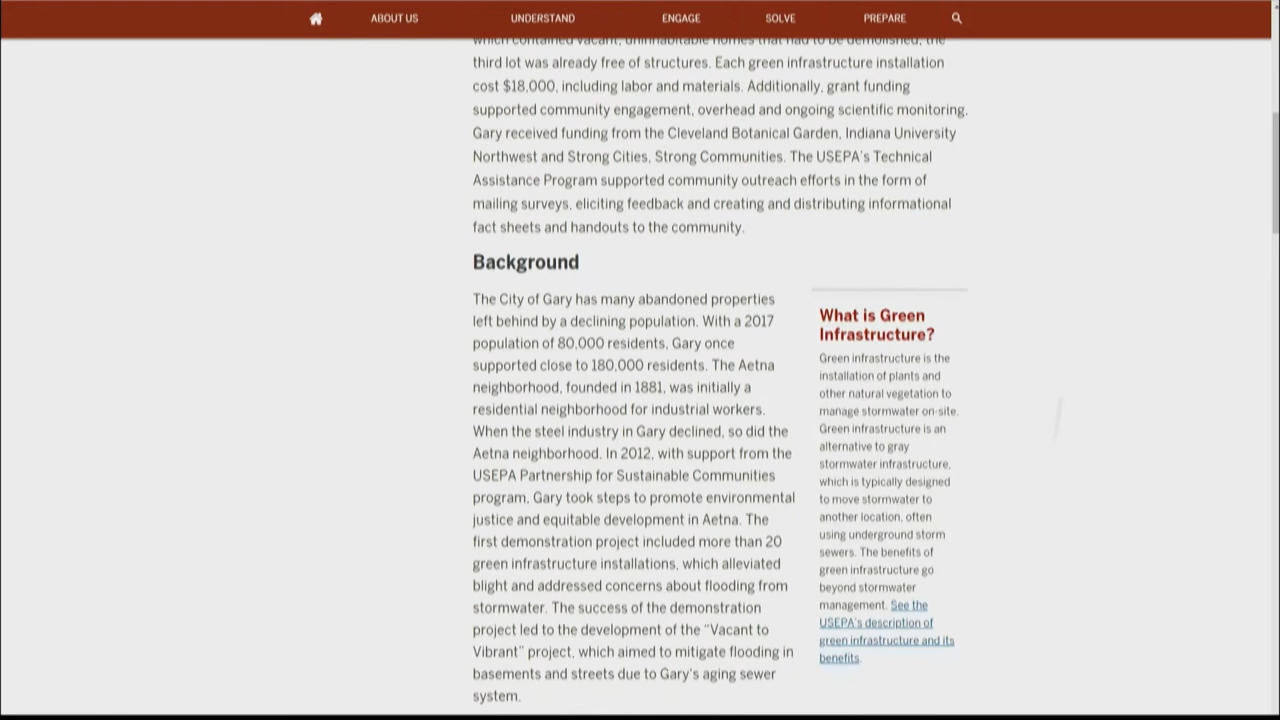 ABOUT US
UNDERSTAND
ENGAGE
SOLVE
PREPARE
which contained vacant, uninhabitable homes that had to be demolished, the
third lot was already free of structures. Each green infrastructure installation
cost $18,000, including labor and materials. Additionally, grant funding
supported community engagement, overhead and ongoing scientific monitoring.
Gary received funding from the Cleveland Botanical Garden, Indiana University
Northwest and Strong Cities, Strong Communities. The USEPA's Technical
Assistance Program supported community outreach efforts in the form of
mailing surveys, eliciting feedback and creating and distributing informational
fact sheets and handouts to the community.
Background
The City of Gary has many abandoned properties
left behind by a declining population. With a 2017
population of 80,000 residents, Gary once
supported close to 180,000 residents. The Aetna
neighborhood, founded in 1881, was initially a
residential neighborhood for industrial workers.
When the steel industry in Gary declined, so did the
Aetna neighborhood. In 2012, with support from the
USEPA Partnership for Sustainable Communities
program, Gary took steps to promote environmental
justice and equitable development in Aetna. The
first demonstration project included more than 20
green infrastructure installations, which alleviated
blight and addressed concerns about flooding from
stormwater. The success of the demonstration
project led to the development of the "Vacant to
Vibrant" project, which aimed to mitigate flooding in
basements and streets due to Gary's aging sewer
system.
What is Green
Infrastructure?
Green infrastructure is the
installation of plants and
other natural vegetation to
manage stormwater on-site.
Green infrastructure is an
alternative to gray
stormwater infrastructure,
which is typically designed
to move stormwater to
another location, often
using underground storm
sewers. The benefits of
green infrastructure go
beyond stormwater
management. See the
USEPA's description of
green infrastructure and its
benefits.